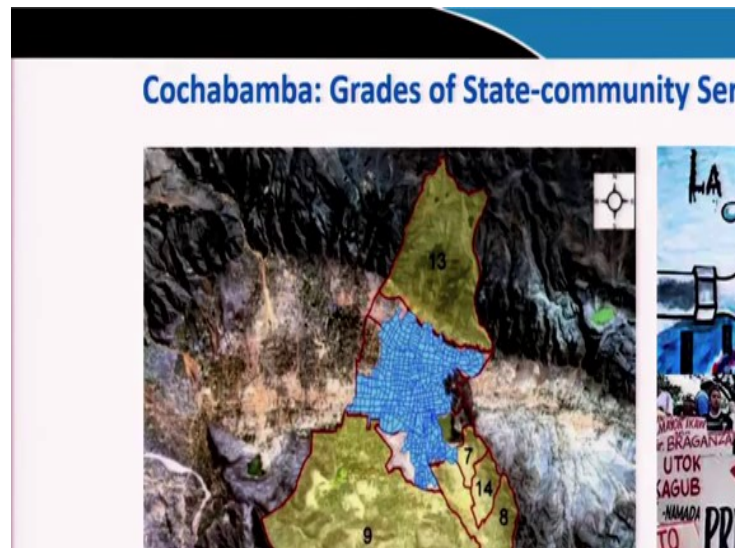 Cochabamba: Grades of State-community Ser
13
7
14
8
9
LA
BRAGANZA
UTOK
KAGUB
-NAMADA
TO
PR